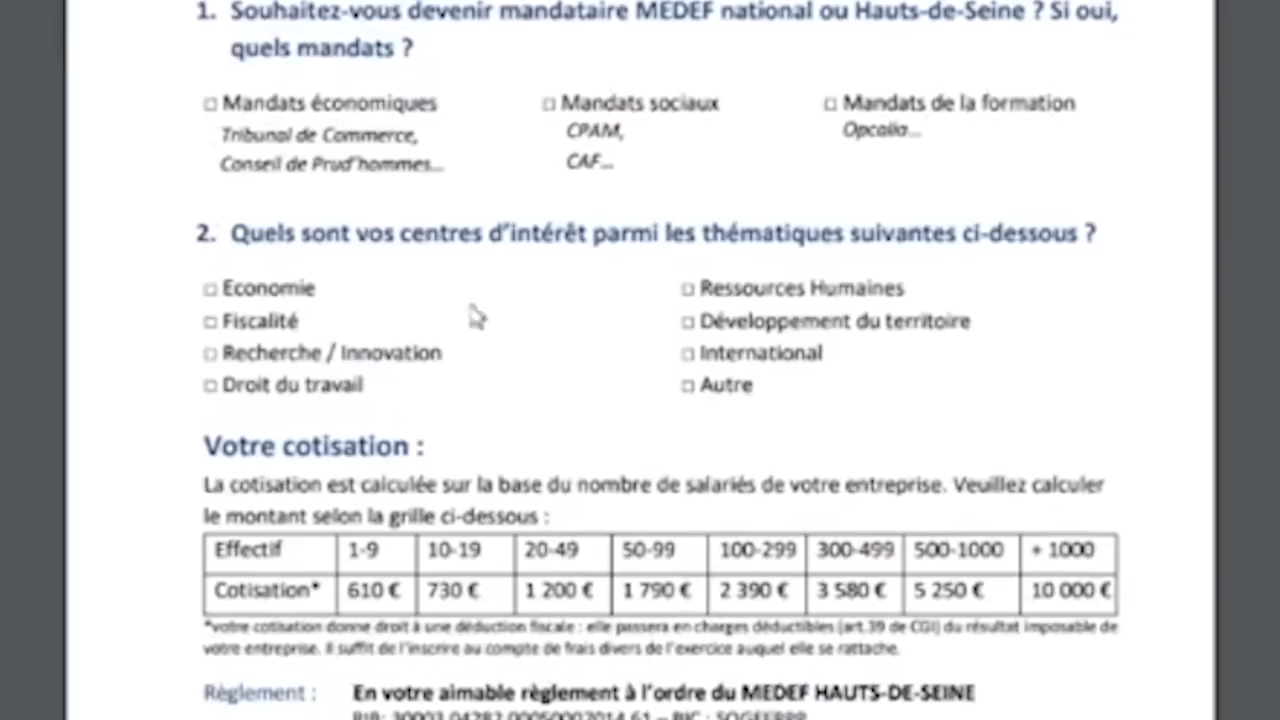 1. Souhaitez-vous devenir mandataire MEDEF national ou Hauts-de-Seine ? Si oui,
quels mandats ?
□ Mandats économiques □ Mandats sociaux □ Mandats de la formation
Tribunal de Commerce, CPAM, Opcalia...
Conseil de Prud'hommes... CAF...
2. Quels sont vos centres d'intérêt parmi les thématiques suivantes ci-dessous ?
□ Economie □ Ressources Humaines
□ Fiscalité □ Développement du territoire
□ Recherche / Innovation □ International
□ Droit du travail □ Autre
Votre cotisation :
La cotisation est calculée sur la base du nombre de salariés de votre entreprise. Veuillez calculer
le montant selon la grille ci-dessous :
Effectif 1-9 10-19 20-49 50-99 100-299 300-499 500-1000 + 1000
Cotisation* 610 € 730 € 1 200 € 1 790 € 2 390 € 3 580 € 5 250 € 10 000 €
*votre cotisation donne droit à une déduction fiscale : elle passera en charges déductibles (art.39 de CGI) du résultat imposable de
votre entreprise. Il suffit de l'inscrire au compte de frais divers de l'exercice auquel elle se rattache.
Règlement : En votre aimable règlement à l'ordre du MEDEF HAUTS-DE-SEINE